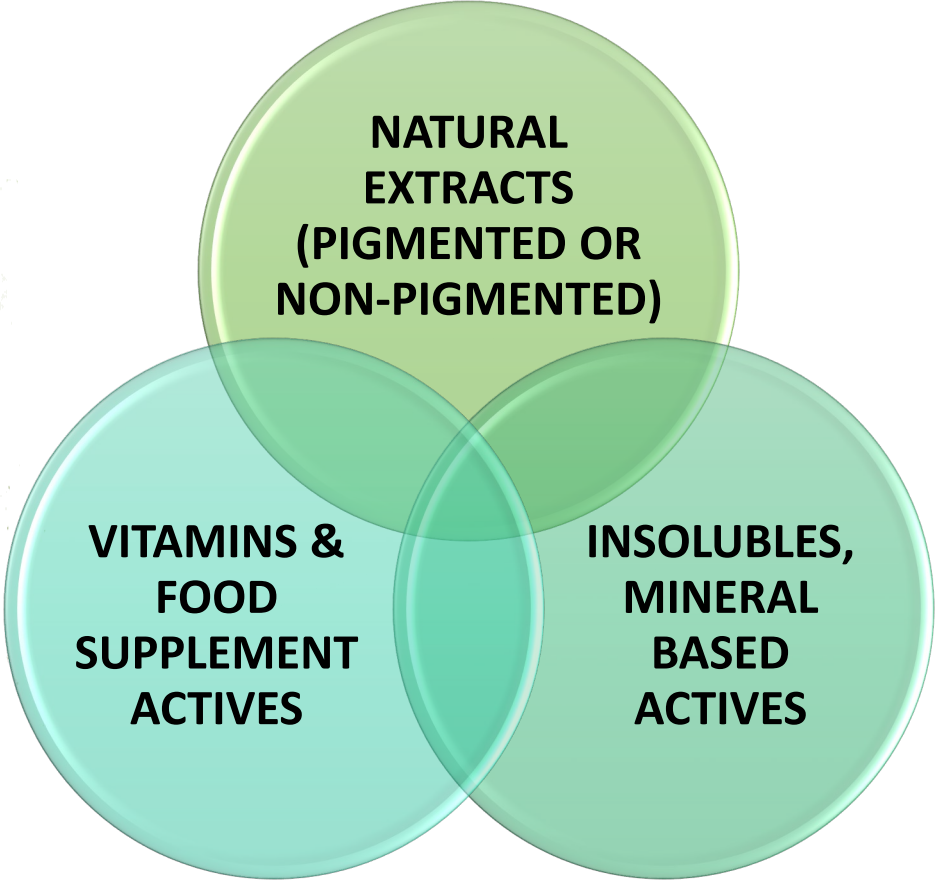 NATURAL
EXTRACTS
(PIGMENTED OR
NON-PIGMENTED)
VITAMINS &
FOOD
SUPPLEMENT
ACTIVES
INSOLUBLES,
MINERAL
BASED
ACTIVES